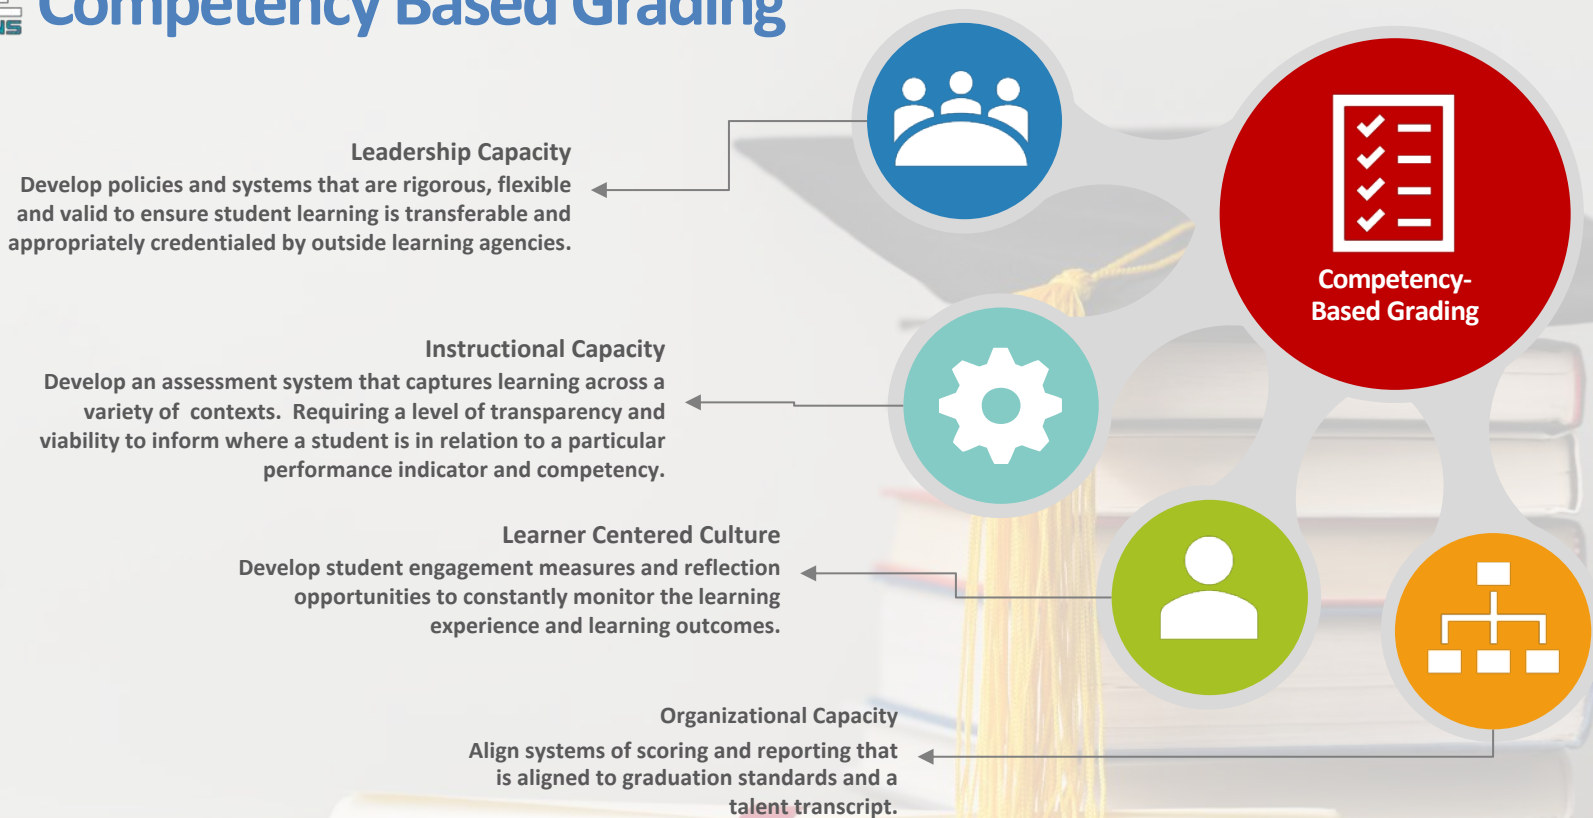 Competency Based Grading
Leadership Capacity
Develop policies and systems that are rigorous, flexible
and valid to ensure student learning is transferable and
appropriately credentialed by outside learning agencies.
Competency-
Based Grading
Instructional Capacity
Develop an assessment system that captures learning across a
variety of contexts. Requiring a level of transparency and
viability to inform where a student is in relation to a particular
performance indicator and competency.
Learner Centered Culture
Develop student engagement measures and reflection
opportunities to constantly monitor the learning
experience and learning outcomes.
Organizational Capacity
Align systems of scoring and reporting that
is aligned to graduation standards and a
talent transcript.